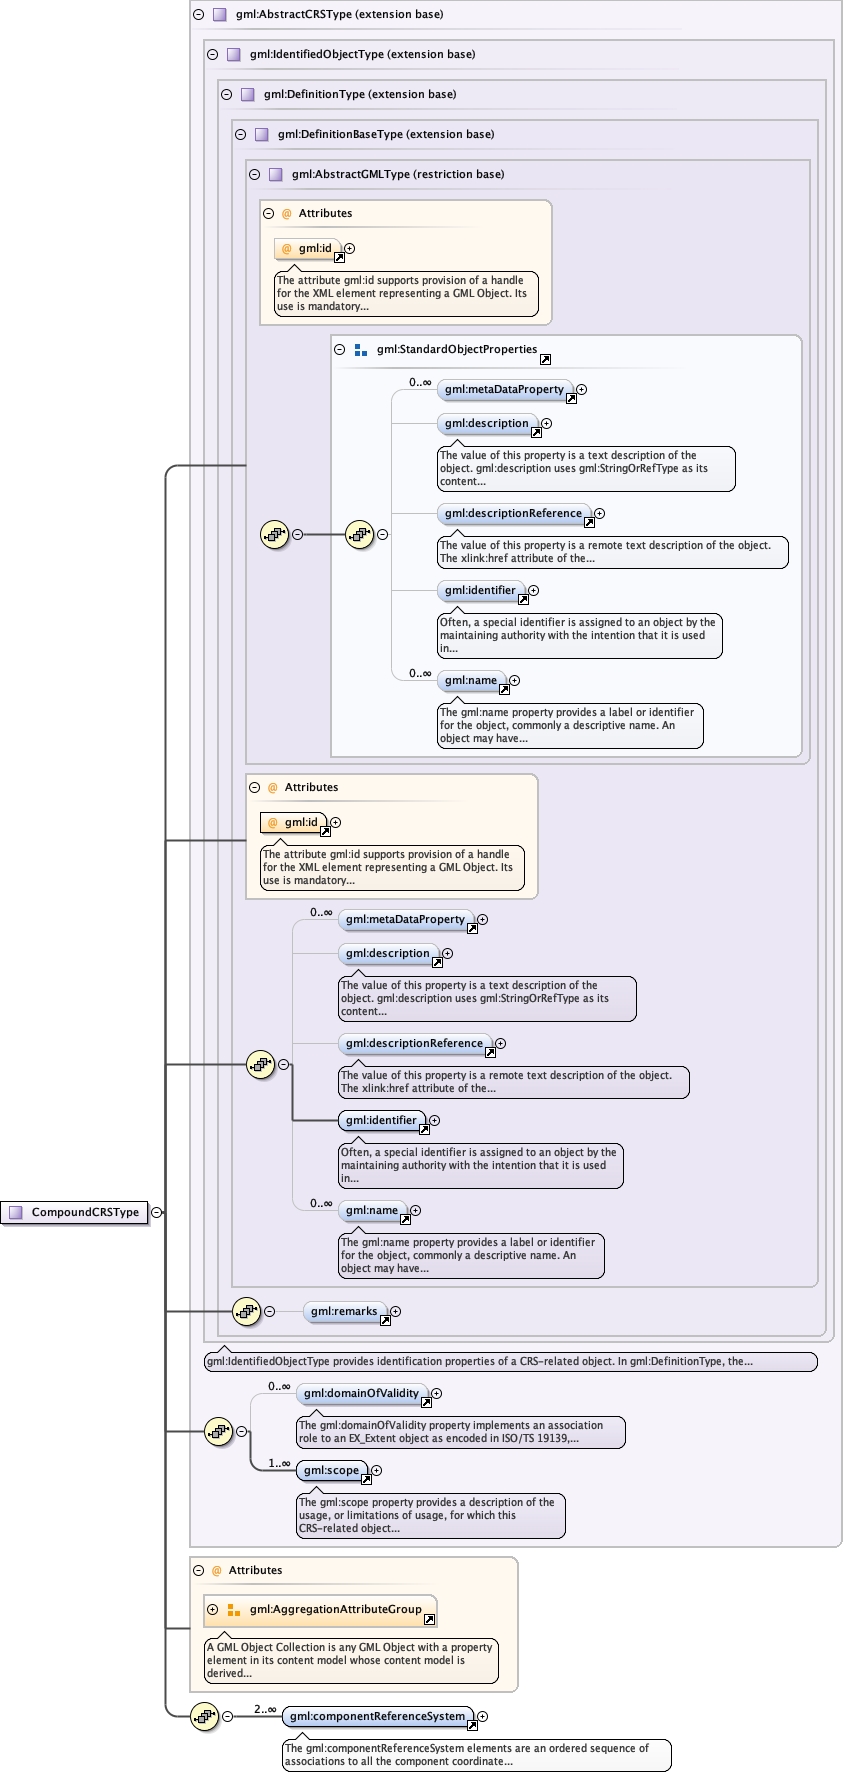 gml:AbstractCRSType (extension base)
gml:IdentifiedObjectType (extension base)
gml:DefinitionType (extension base)
gml:DefinitionBaseType (extension base)
gml:AbstractGMLType (restriction base)
@ Attributes
@ gml:id
The attribute gml:id supports provision of a handle
for the XML element representing a GML Object. Its
use is mandatory...
gml:StandardObjectProperties
0..∞ gml:metaDataProperty
gml:description
The value of this property is a text description of the
object. gml:description uses gml:StringOrRefType as its
content...
gml:descriptionReference
The value of this property is a remote text description of the object.
The xlink:href attribute of the...
gml:identifier
Often, a special identifier is assigned to an object by the
maintaining authority with the intention that it is used
in...
0..∞ gml:name
The gml:name property provides a label or identifier
for the object, commonly a descriptive name. An
object may have...
@ Attributes
@ gml:id
The attribute gml:id supports provision of a handle
for the XML element representing a GML Object. Its
use is mandatory...
0..∞ gml:metaDataProperty
gml:description
The value of this property is a text description of the
object. gml:description uses gml:StringOrRefType as its
content...
gml:descriptionReference
The value of this property is a remote text description of the object.
The xlink:href attribute of the...
gml:identifier
Often, a special identifier is assigned to an object by the
maintaining authority with the intention that it is used
in...
0..∞ gml:name
The gml:name property provides a label or identifier
for the object, commonly a descriptive name. An
object may have...
CompoundCRSType
gml:remarks
gml:IdentifiedObjectType provides identification properties of a CRS-related object. In gml:DefinitionType, the...
0..∞ gml:domainOfValidity
The gml:domainOfValidity property implements an association
role to an EX_Extent object as encoded in ISO/TS 19139,...
1..∞ gml:scope
The gml:scope property provides a description of the
usage, or limitations of usage, for which this
CRS-related object...
@ Attributes
gml:AggregationAttributeGroup
A GML Object Collection is any GML Object with a property
element in its content model whose content model is
derived...
2..∞ gml:componentReferenceSystem
The gml:componentReferenceSystem elements are an ordered sequence of
associations to all the component coordinate...